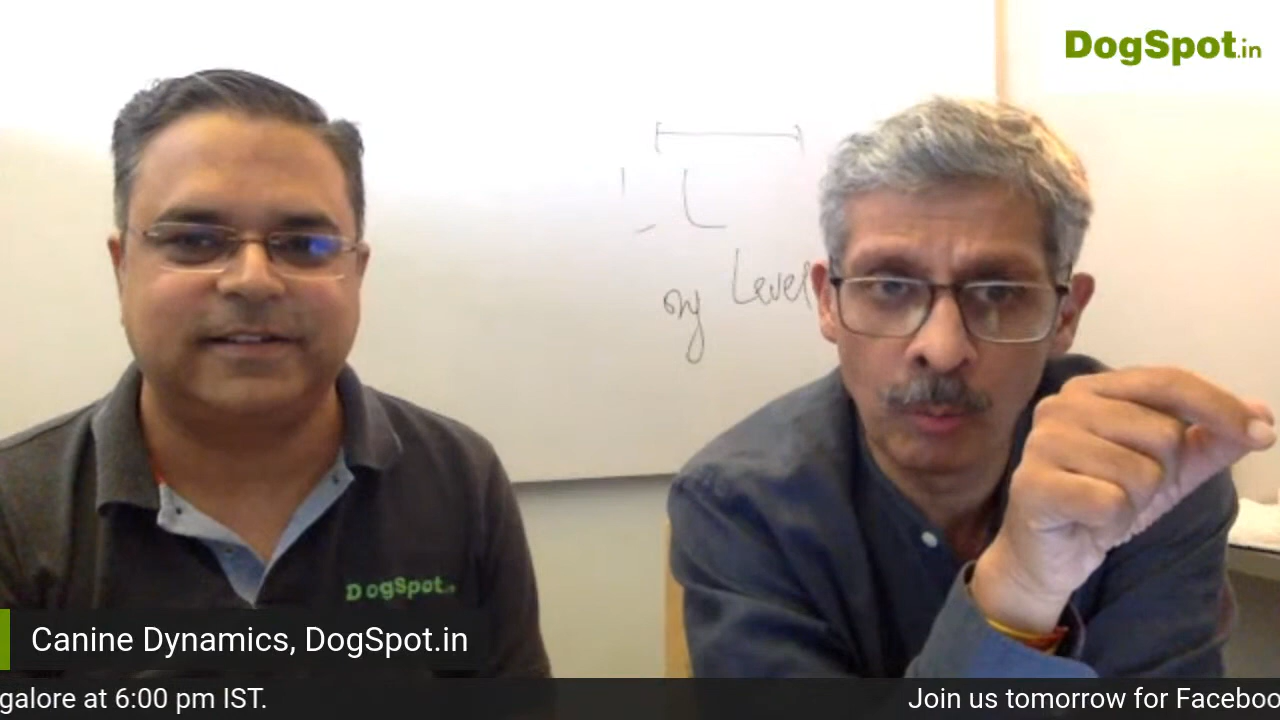 DogSpot.in
Level
DogSpot.in
Canine Dynamics, DogSpot.in
galore at 6:00 pm IST. Join us tomorrow for Faceboo